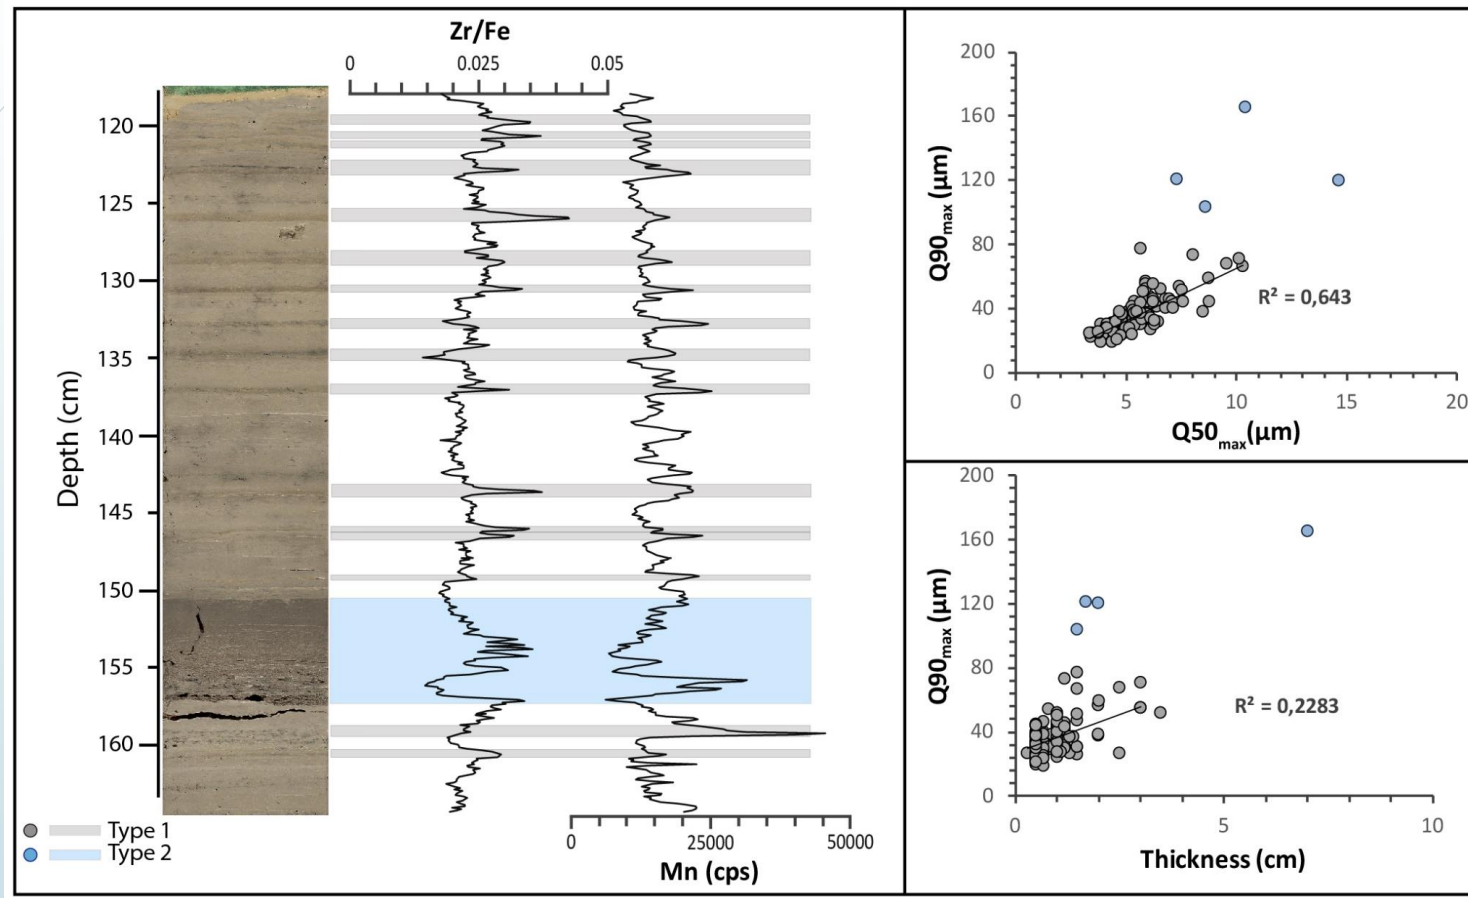 Zr/Fe
0 0.025 0.05
Depth (cm)
120
125
130
135
140
145
150
155
160
Type 1
Type 2
0 25000 50000
Mn (cps)
Q90max (µm)
200
160
120
80
40
0
R² = 0,643
0 5 10 15 20
Q50max(µm)
Q90max (µm)
200
160
120
80
40
0
R² = 0,2283
0 5 10
Thickness (cm)